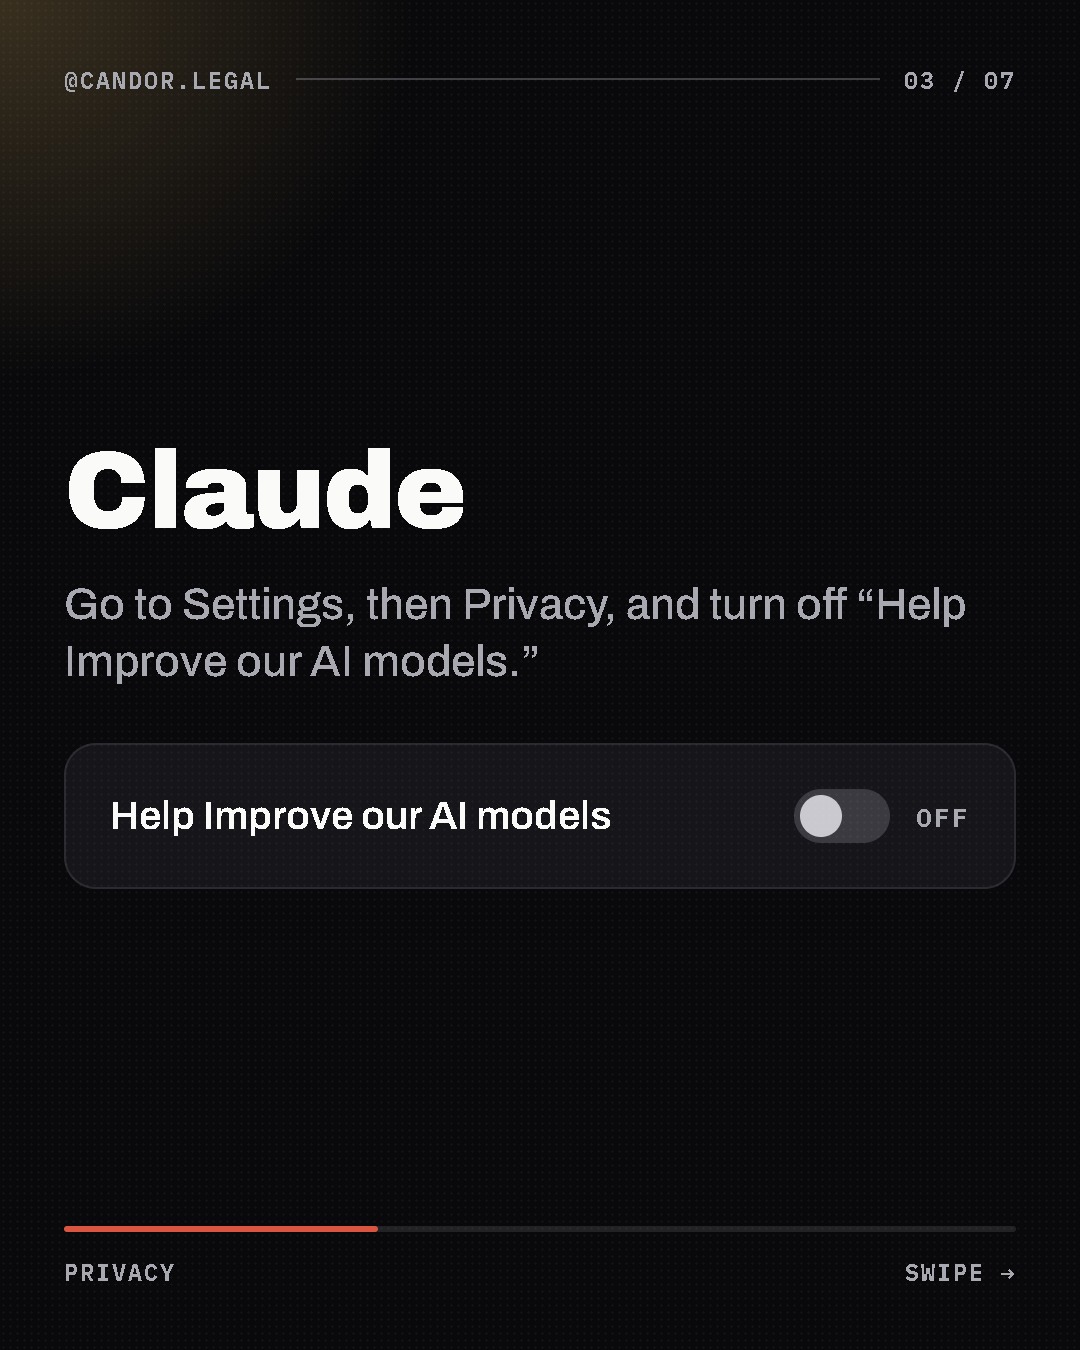 @CANDOR.LEGAL
03 / 07
Claude
Go to Settings, then Privacy, and turn off “Help
Improve our AI models.”
Help Improve our AI models
OFF
PRIVACY
SWIPE →